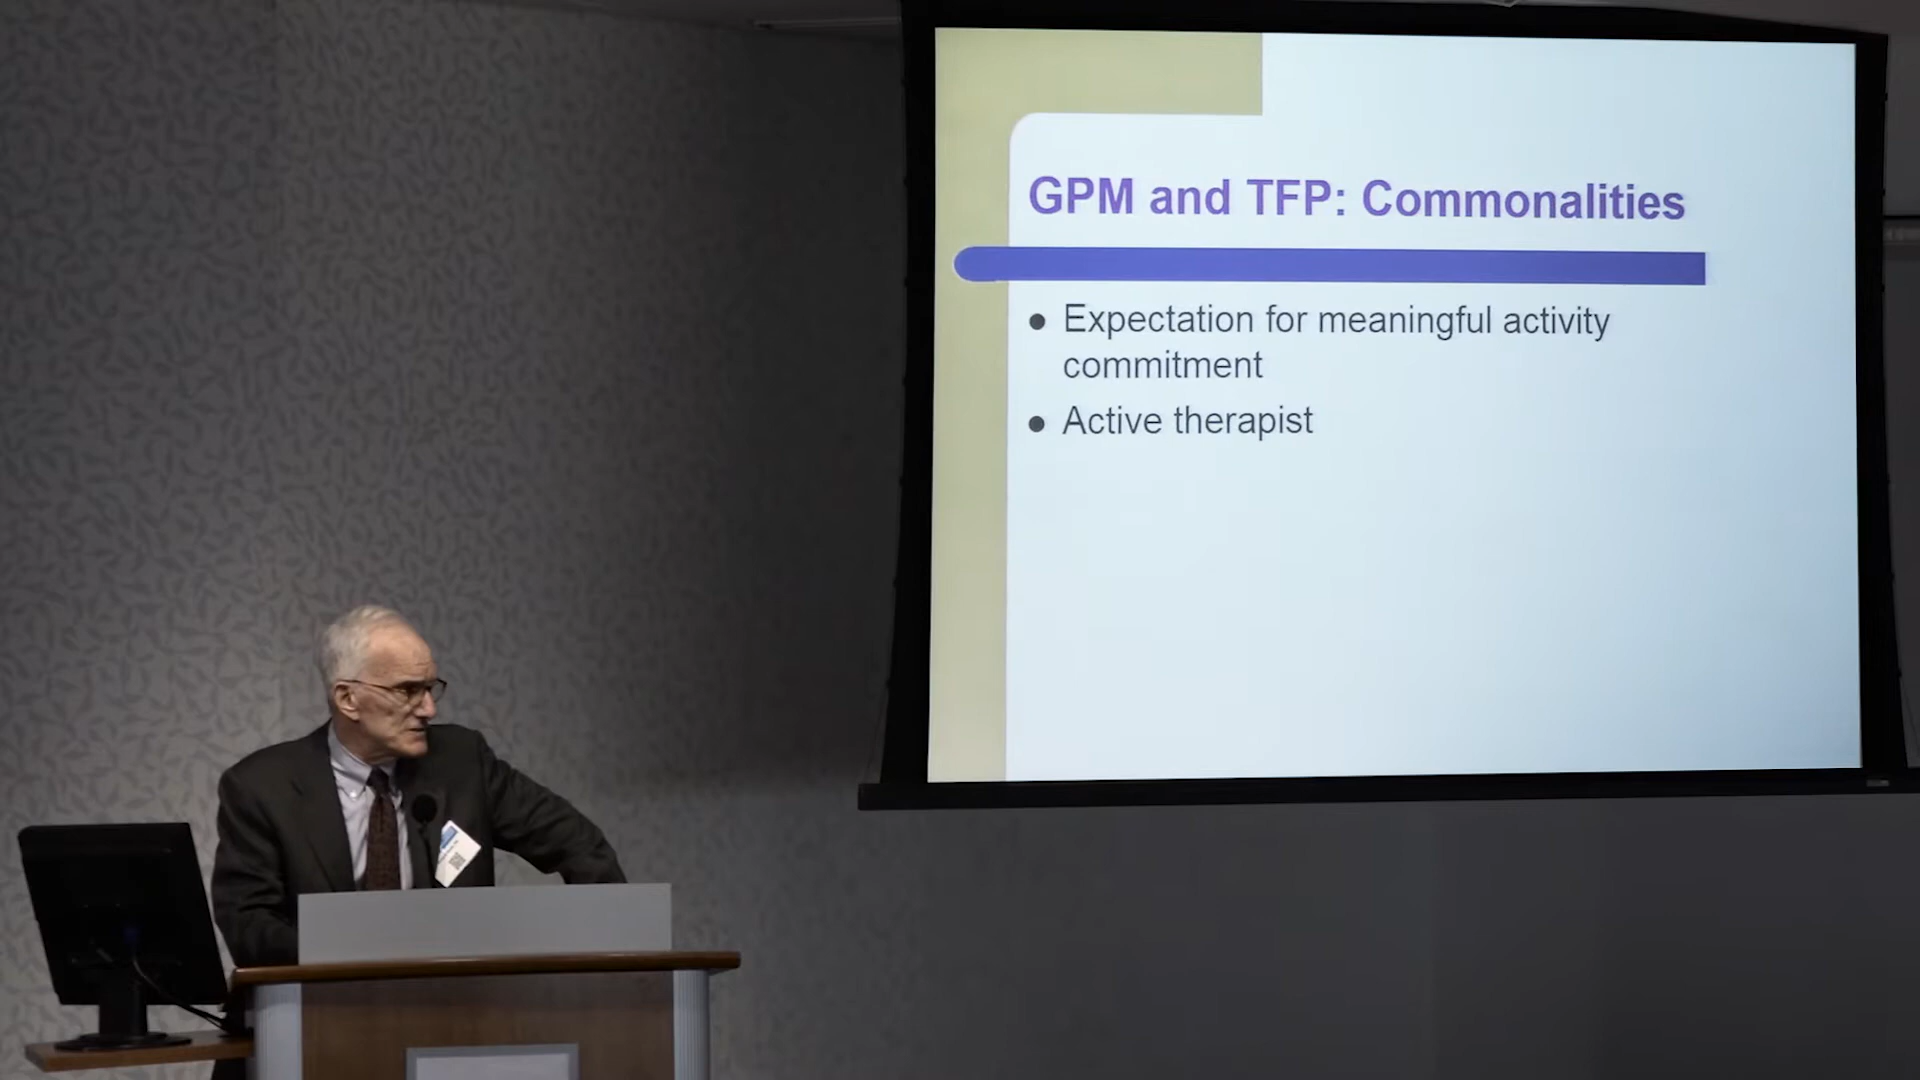 GPM and TFP: Commonalities
● Expectation for meaningful activity
commitment
● Active therapist